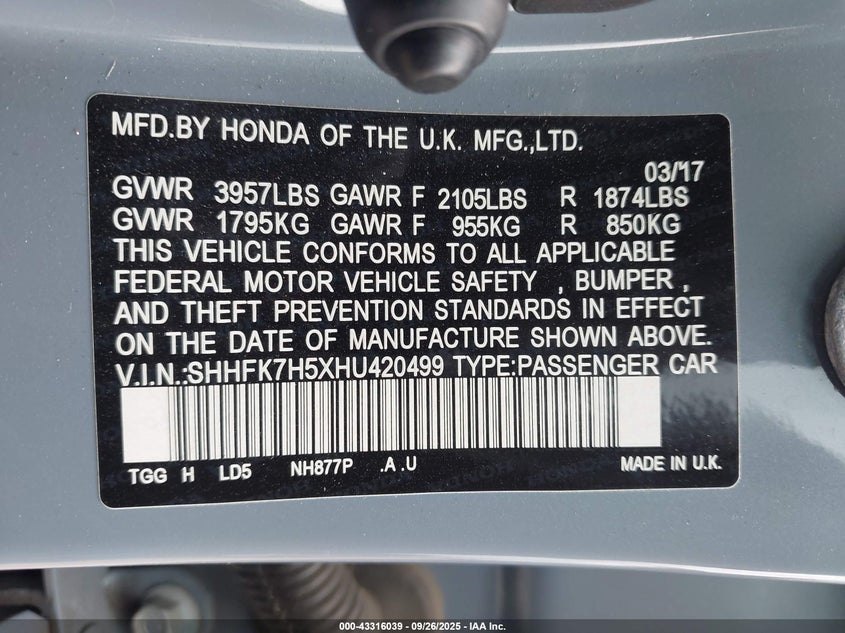 MFD.BY HONDA OF THE U.K. MFG.,LTD.
03/'17
GVWR 3957LBS GAWR F 2105LBS R 1874LBS
GVWR 1795KG GAWR F 955KG R 850KG
THIS VEHICLE CONFORMS TO ALL APPLICABLE
FEDERAL MOTOR VEHICLE SAFETY , BUMPER ,
AND THEFT PREVENTION STANDARDS IN EFFECT
ON THE DATE OF MANUFACTURE SHOWN ABOVE.
V.I.N.:SHHFK7H5XHU420499 TYPE:PASSENGER CAR
TGG H LD5 NH877P .A .U MADE IN U.K.
000-43316039 - 09/26/2025 - IAA Inc.